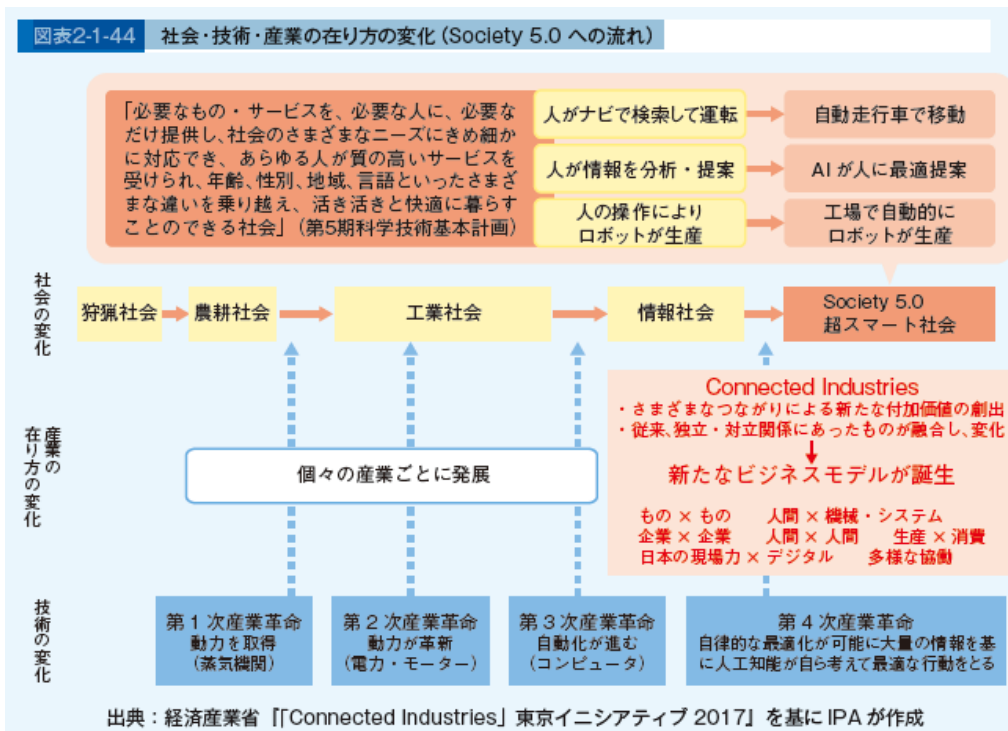 図表2-1-44 社会・技術・産業の在り方の変化(Society 5.0 への流れ)
「必要なもの・サービスを、必要な人に、必要な
だけ提供し、社会のさまざまなニーズにきめ細か
に対応でき、あらゆる人が質の高いサービスを
受けられ、年齢、性別、地域、言語といったさまざ
まな違いを乗り越え、活き活きと快適に暮らす
ことのできる社会」(第5期科学技術基本計画)
人がナビで検索して運転
自動走行車で移動
人が情報を分析・提案
AIが人に最適提案
人の操作により
ロボットが生産
工場で自動的に
ロボットが生産
社会の変化
狩猟社会
農耕社会
工業社会
情報社会
Society 5.0
超スマート社会
産業の
在り方の変化
個々の産業ごとに発展
Connected Industries
・さまざまなつながりによる新たな付加価値の創出
・従来、独立・対立関係にあったものが融合し、変化
新たなビジネスモデルが誕生
もの × もの 人間 × 機械・システム
企業 × 企業 人間 × 人間 生産 × 消費
日本の現場力 × デジタル 多様な協働
技術の変化
第1次産業革命
動力を取得
(蒸気機関)
第2次産業革命
動力が革新
(電力・モーター)
第3次産業革命
自動化が進む
(コンピュータ)
第4次産業革命
自律的な最適化が可能に大量の情報を基
に人工知能が自ら考えて最適な行動をとる
出典:経済産業省『「Connected Industries」東京イニシアティブ 2017』を基にIPAが作成